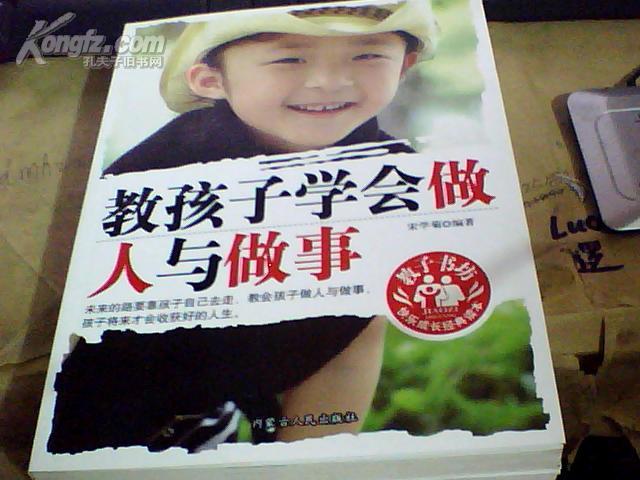 Kongfz.com
孔夫子旧书网
教孩子学会做
人与做事
宋学菊◎编著
未来的路要靠孩子自己去走，教会孩子做人与做事，
孩子将来才会收获好的人生。
教子书坊
JIAOZI
快乐成长经典读本
内蒙古人民出版社